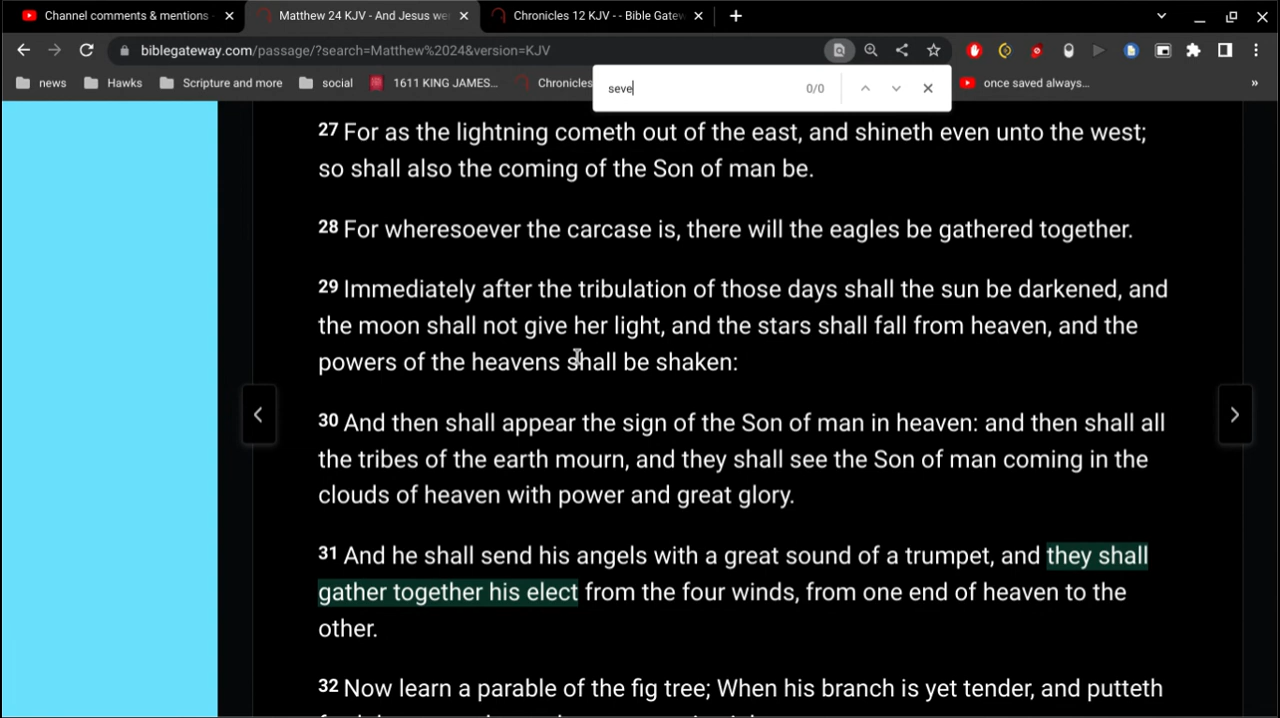 Channel comments & mentions -
Matthew 24 KJV - And Jesus wer
Chronicles 12 KJV - - Bible Gatew
biblegateway.com/passage/?search=Matthew%2024&version=KJV
news
Hawks
Scripture and more
social
1611 KING JAMES...
Chronicles
seve
0/0
once saved always...
»
27 For as the lightning cometh out of the east, and shineth even unto the west;
so shall also the coming of the Son of man be.
28 For wheresoever the carcase is, there will the eagles be gathered together.
29 Immediately after the tribulation of those days shall the sun be darkened, and
the moon shall not give her light, and the stars shall fall from heaven, and the
powers of the heavens shall be shaken:
30 And then shall appear the sign of the Son of man in heaven: and then shall all
the tribes of the earth mourn, and they shall see the Son of man coming in the
clouds of heaven with power and great glory.
31 And he shall send his angels with a great sound of a trumpet, and they shall
gather together his elect from the four winds, from one end of heaven to the
other.
32 Now learn a parable of the fig tree; When his branch is yet tender, and putteth